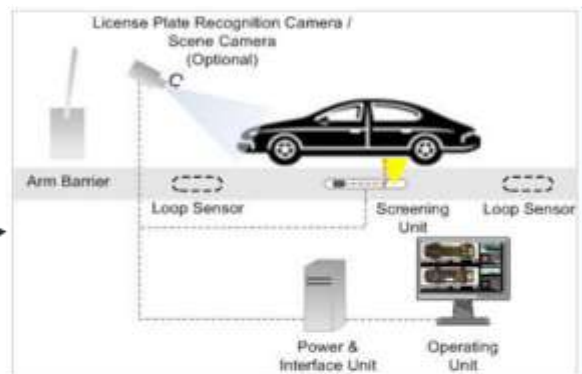 License Plate Recognition Camera /
Scene Camera
(Optional)
Arm Barrier
Loop Sensor
Screening
Unit
Loop Sensor
Power &
Interface Unit
Operating
Unit